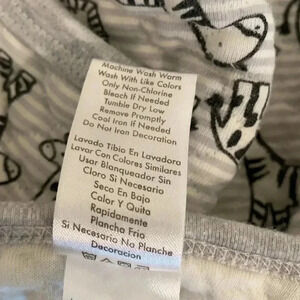 Machine Wash Warm
Wash With Like Colors
Only Non-Chlorine
Bleach If Needed
Tumble Dry Low
Remove Promptly
Cool Iron If Needed
Do Not Iron Decoration
Lavado Tibio En Lavadora
Lavar Con Colores Similares
Usar Blanqueador Sin
Cloro Si Necesario
Seco En Bajo
Calor Y Quita
Rapidamente
Plancha Fria
Si Necesario No Planche
Decoracion